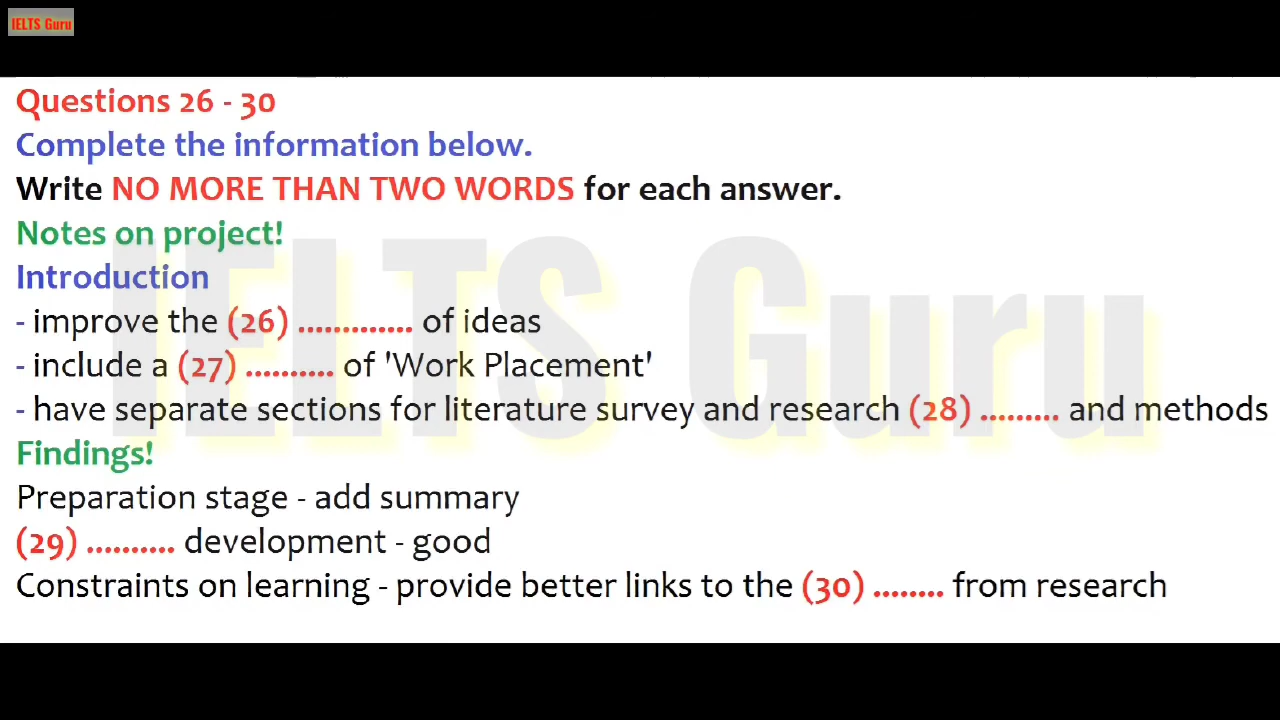 IELTS Guru
Questions 26 - 30
Complete the information below.
Write NO MORE THAN TWO WORDS for each answer.
Notes on project!
Introduction
- improve the (26) ............. of ideas
- include a (27) .......... of 'Work Placement'
- have separate sections for literature survey and research (28) ......... and methods
Findings!
Preparation stage - add summary
(29) .......... development - good
Constraints on learning - provide better links to the (30) ........ from research
IELTS Guru